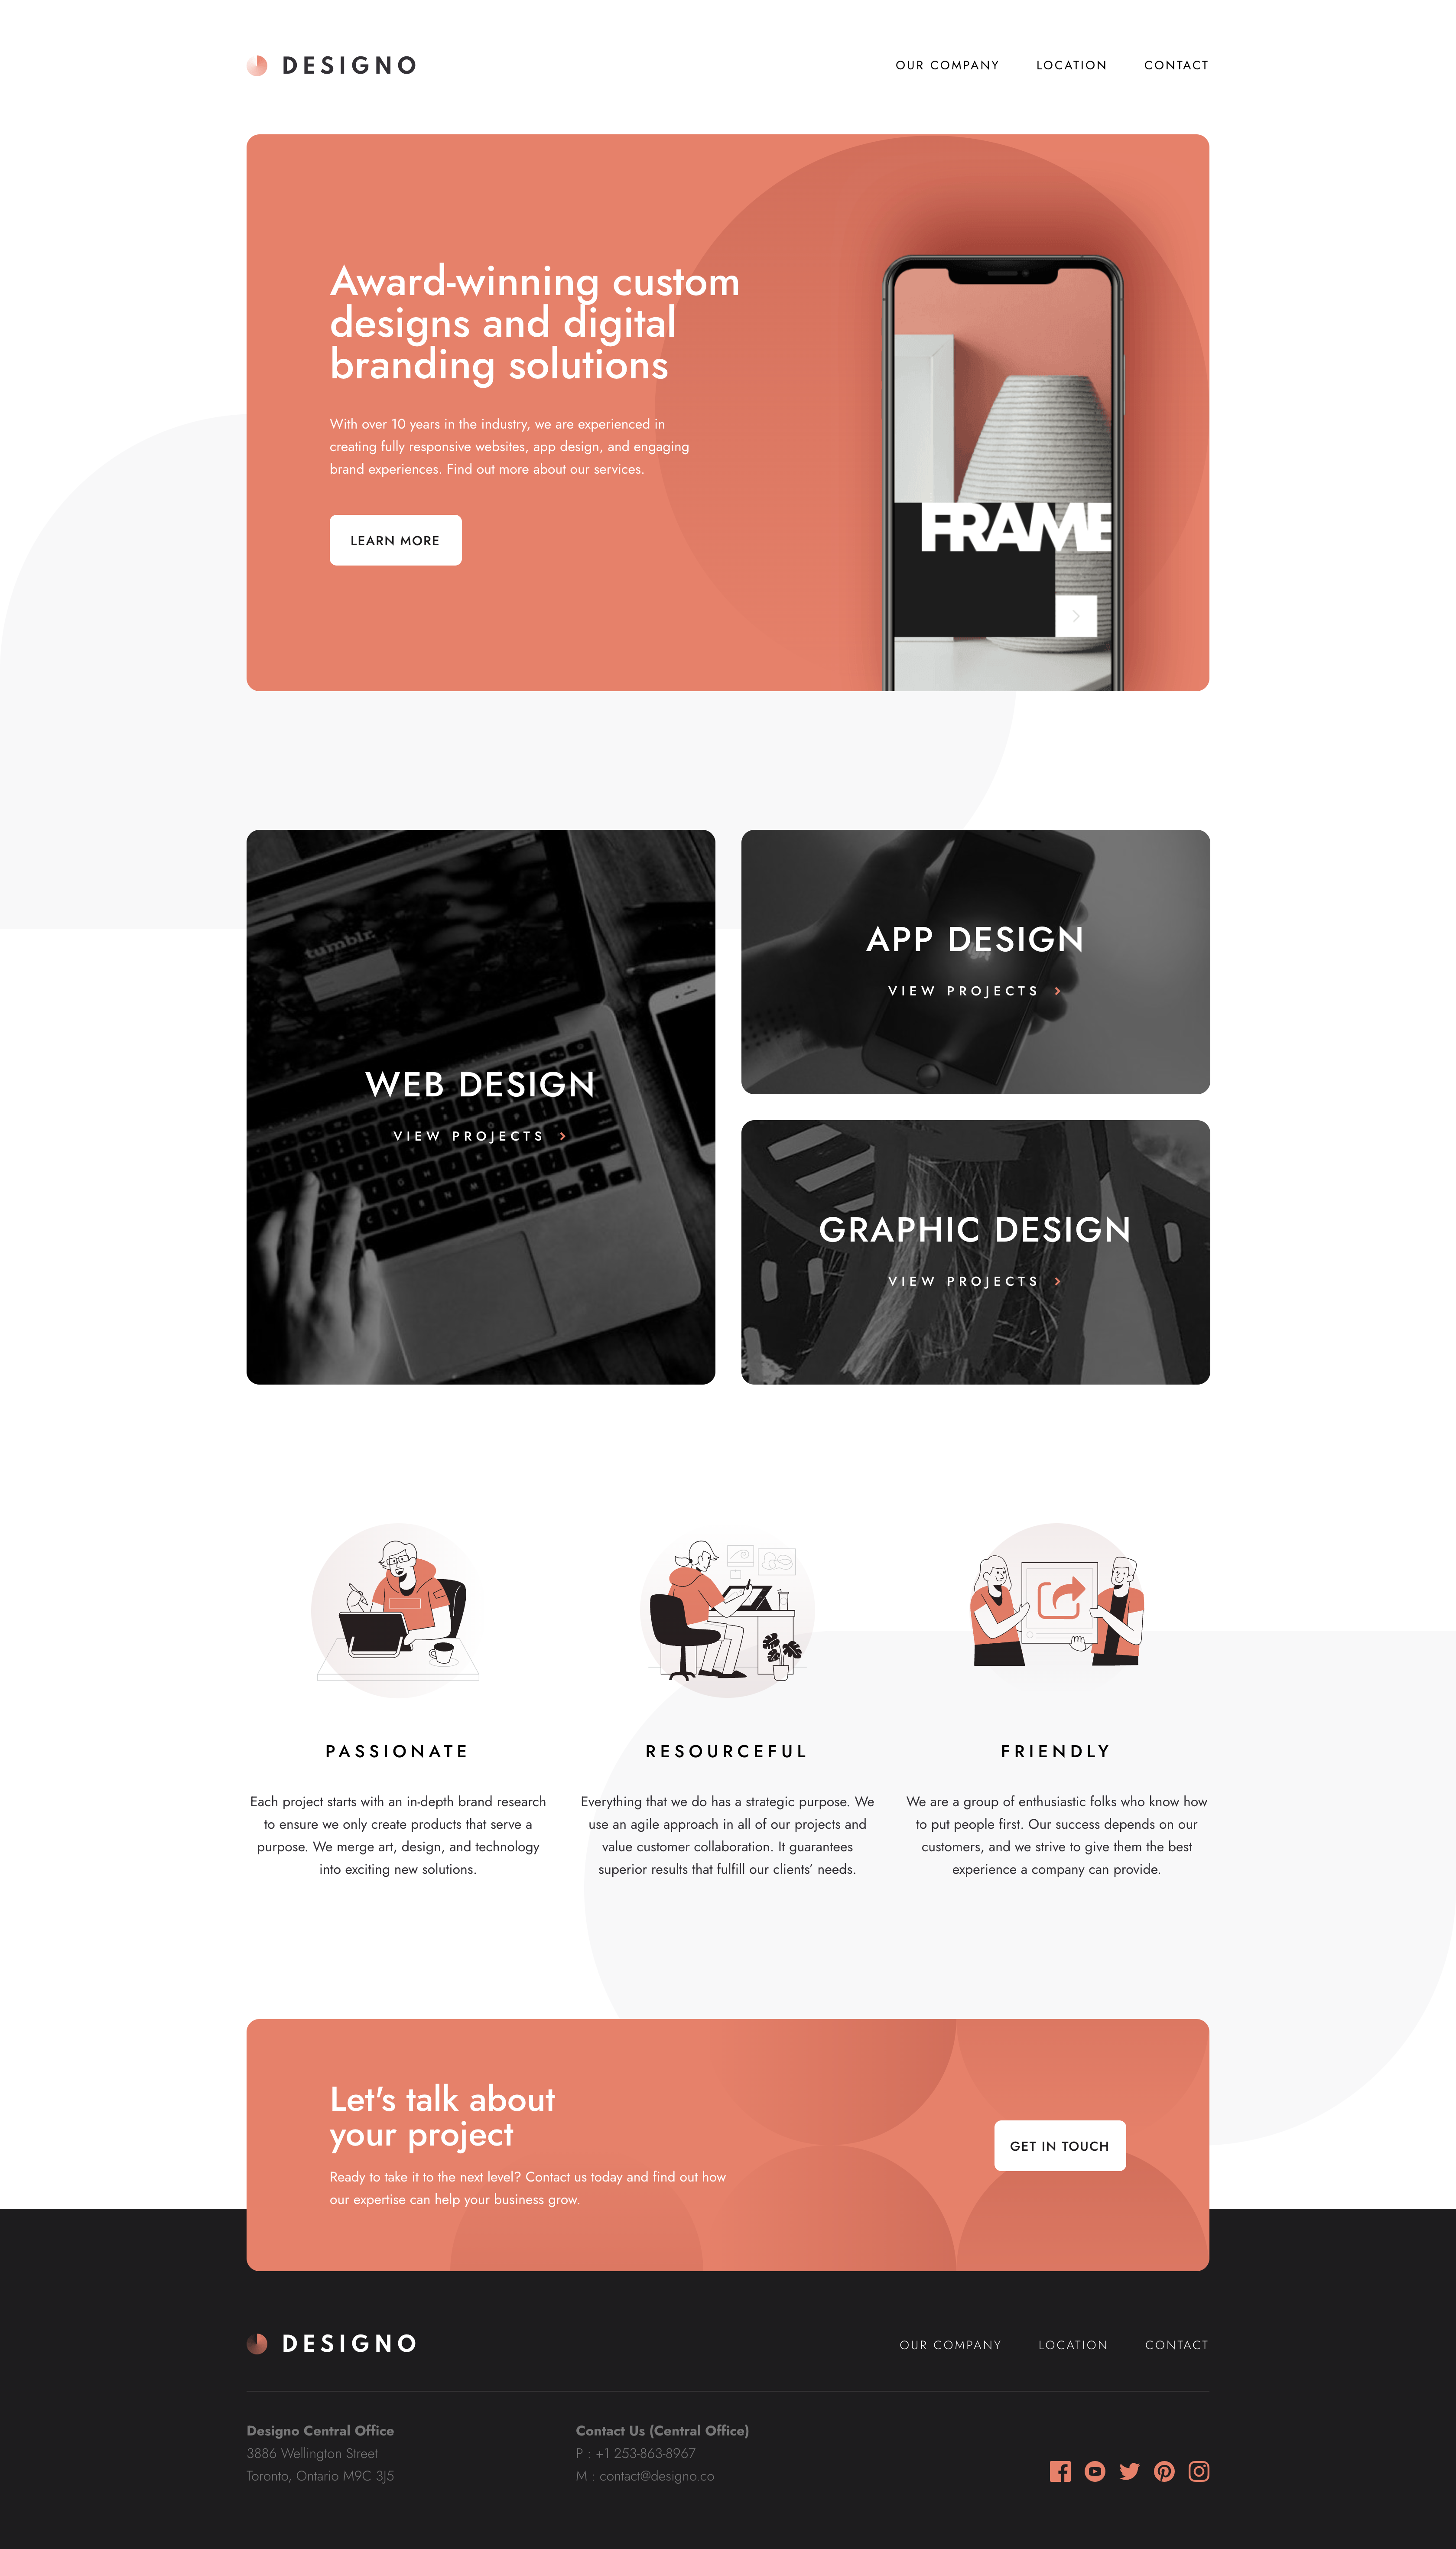 DESIGNO
OUR COMPANY
LOCATION
CONTACT
Award-winning custom
designs and digital
branding solutions
With over 10 years in the industry, we are experienced in
creating fully responsive websites, app design, and engaging
brand experiences. Find out more about our services.
LEARN MORE
FRAME
tumblr.
WEB DESIGN
VIEW PROJECTS
APP DESIGN
VIEW PROJECTS
GRAPHIC DESIGN
VIEW PROJECTS
PASSIONATE
Each project starts with an in-depth brand research
to ensure we only create products that serve a
purpose. We merge art, design, and technology
into exciting new solutions.
RESOURCEFUL
Everything that we do has a strategic purpose. We
use an agile approach in all of our projects and
value customer collaboration. It guarantees
superior results that fulfill our clients’ needs.
FRIENDLY
We are a group of enthusiastic folks who know how
to put people first. Our success depends on our
customers, and we strive to give them the best
experience a company can provide.
Let's talk about
your project
Ready to take it to the next level? Contact us today and find out how
our expertise can help your business grow.
GET IN TOUCH
DESIGNO
OUR COMPANY
LOCATION
CONTACT
Designo Central Office
3886 Wellington Street
Toronto, Ontario M9C 3J5
Contact Us (Central Office)
P : +1 253-863-8967
M : contact@designo.co